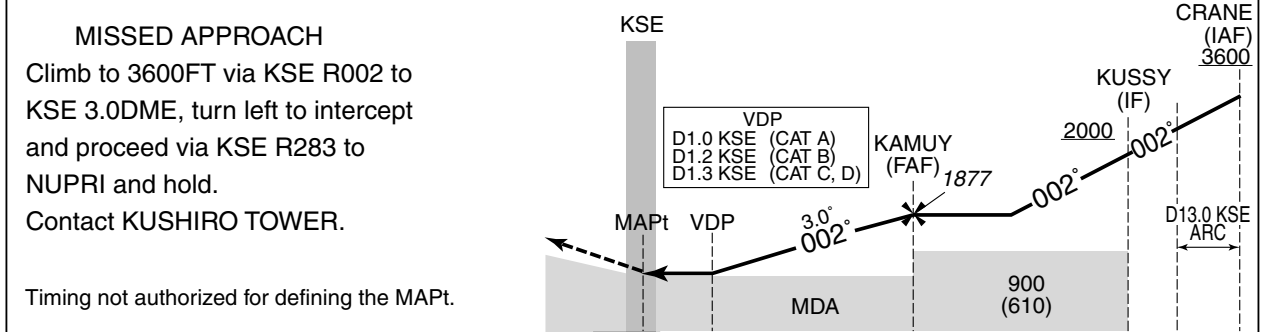 MISSED APPROACH
Climb to 3600FT via KSE R002 to
KSE 3.0DME, turn left to intercept
and proceed via KSE R283 to
NUPRI and hold.
Contact KUSHIRO TOWER.
Timing not authorized for defining the MAPt.
KSE
CRANE
(IAF)
3600
KUSSY
(IF)
2000
002°
VDP
D1.0 KSE (CAT A)
D1.2 KSE (CAT B)
D1.3 KSE (CAT C, D)
KAMUY
(FAF)
1877
002°
D13.0 KSE
ARC
MAPt
VDP
3.0°
002°
MDA
900
(610)